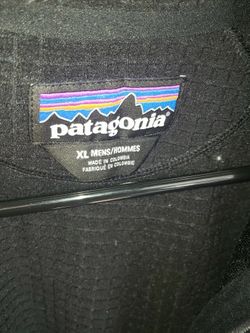 patagonia®
XL MENS/HOMMES
MADE IN COLOMBIA
FABRIQUÉ EN COLOMBIE